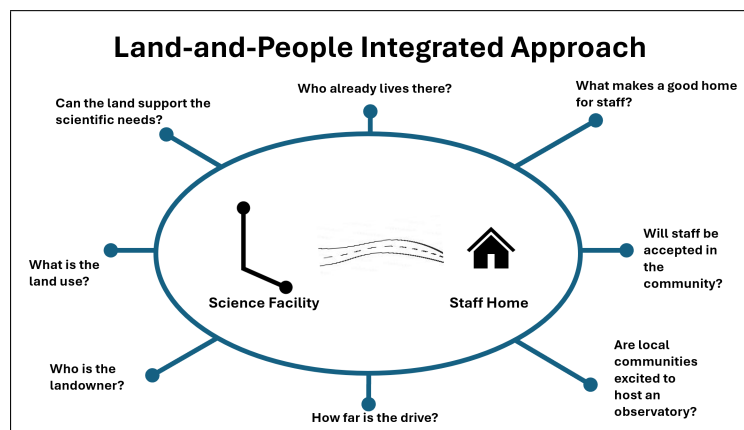 Land-and-People Integrated Approach
Who already lives there?
What makes a good home
for staff?
Can the land support the
scientific needs?
Will staff be
accepted in
the
community?
What is the
land use?
Science Facility
Staff Home
Are local
communities
excited to
host an
observatory?
Who is the
landowner?
How far is the drive?